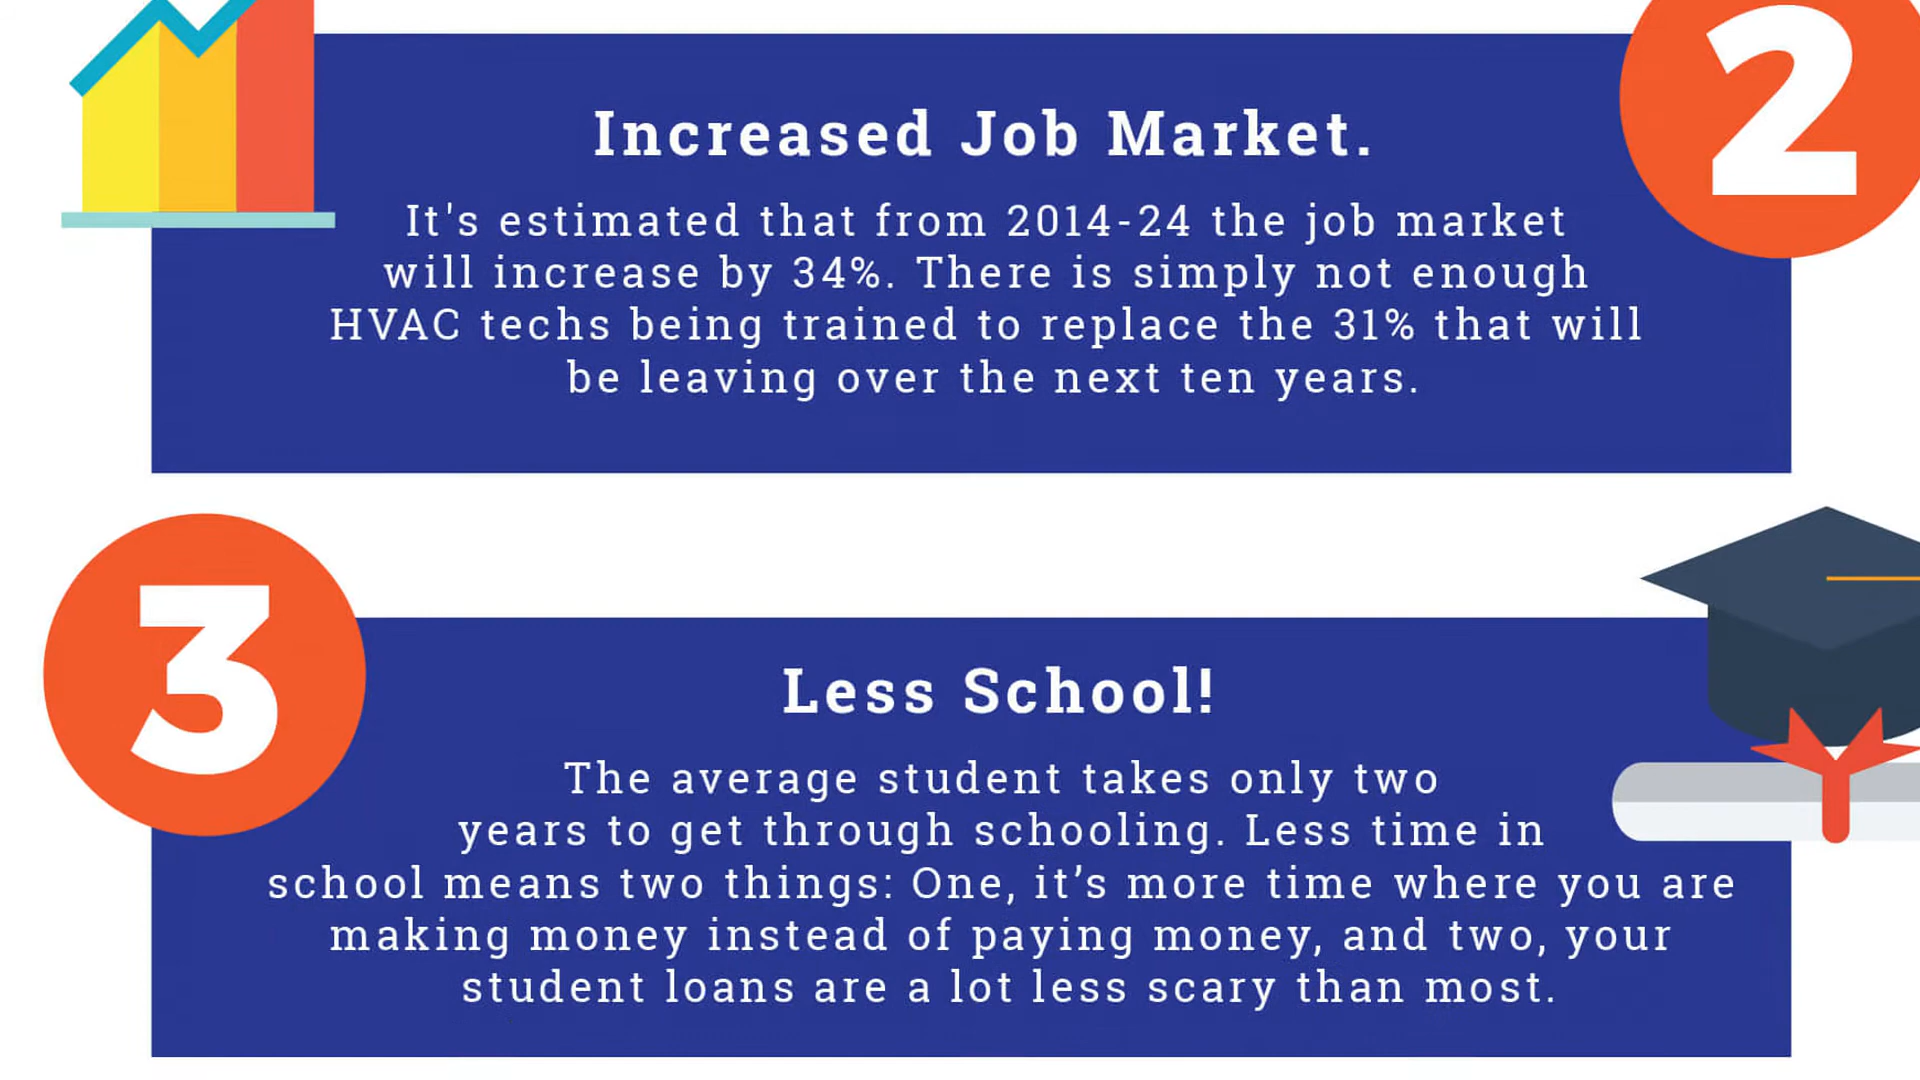 2
Increased Job Market.
It's estimated that from 2014-24 the job market
will increase by 34%. There is simply not enough
HVAC techs being trained to replace the 31% that will
be leaving over the next ten years.
3
Less School!
The average student takes only two
years to get through schooling. Less time in
school means two things: One, it’s more time where you are
making money instead of paying money, and two, your
student loans are a lot less scary than most.